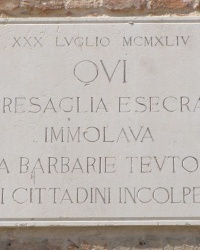 XXX LVGLIO MCMXLIV
QVI
RESAGLIA ESECRA
IMMOLAVA
A BARBARIE TEVTO
I CITTADINI INCOLPE